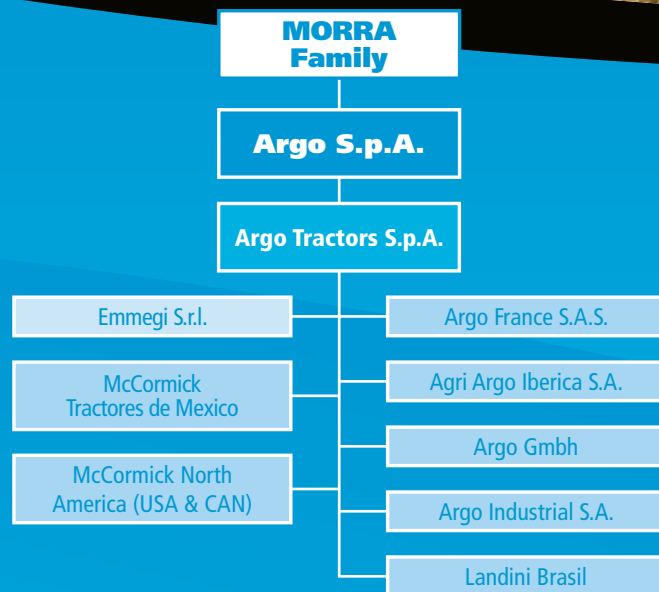 MORRA
Family
Argo S.p.A.
Argo Tractors S.p.A.
Emmegi S.r.l.
McCormick
Tractores de Mexico
McCormick North
America (USA & CAN)
Argo France S.A.S.
Agri Argo Iberica S.A.
Argo Gmbh
Argo Industrial S.A.
Landini Brasil